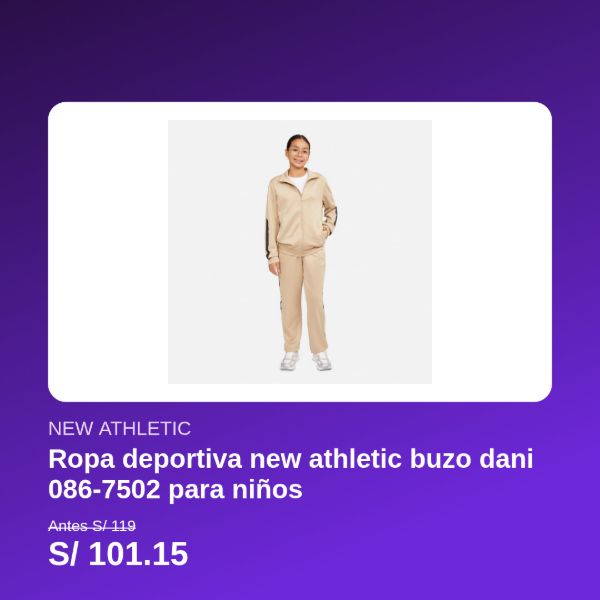 NEW ATHLETIC
Ropa deportiva new athletic buzo dani
086-7502 para niños
Antes S/ 119
S/ 101.15